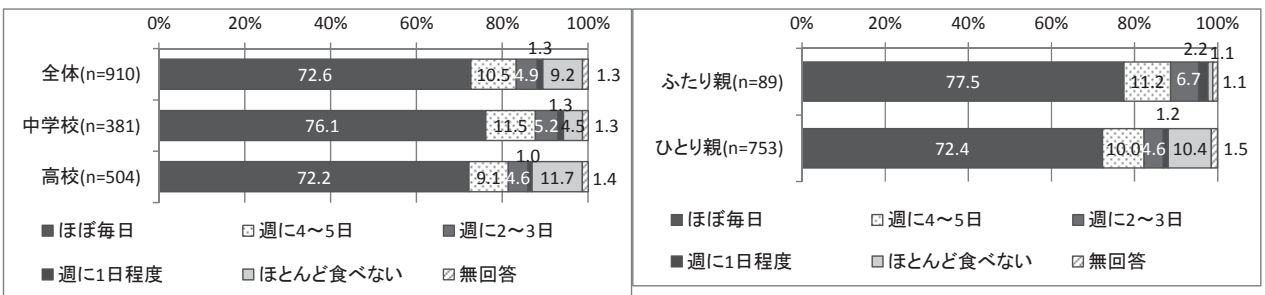 0% 20% 40% 60% 80% 100%
1.3
全体(n=910) 72.6 10.5 4.9 9.2 1.3
1.3
中学校(n=381) 76.1 11.5 5.2 4.5 1.3
1.0
高校(n=504) 72.2 9.1 4.6 11.7 1.4
ほぼ毎日 週に4～5日 週に2～3日
週に1日程度 ほとんど食べない 無回答
0% 20% 40% 60% 80% 100%
2.2 1.1
ふたり親(n=89) 77.5 11.2 6.7 1.1
1.2
ひとり親(n=753) 72.4 10.0 4.6 10.4 1.5
ほぼ毎日 週に4～5日 週に2～3日
週に1日程度 ほとんど食べない 無回答